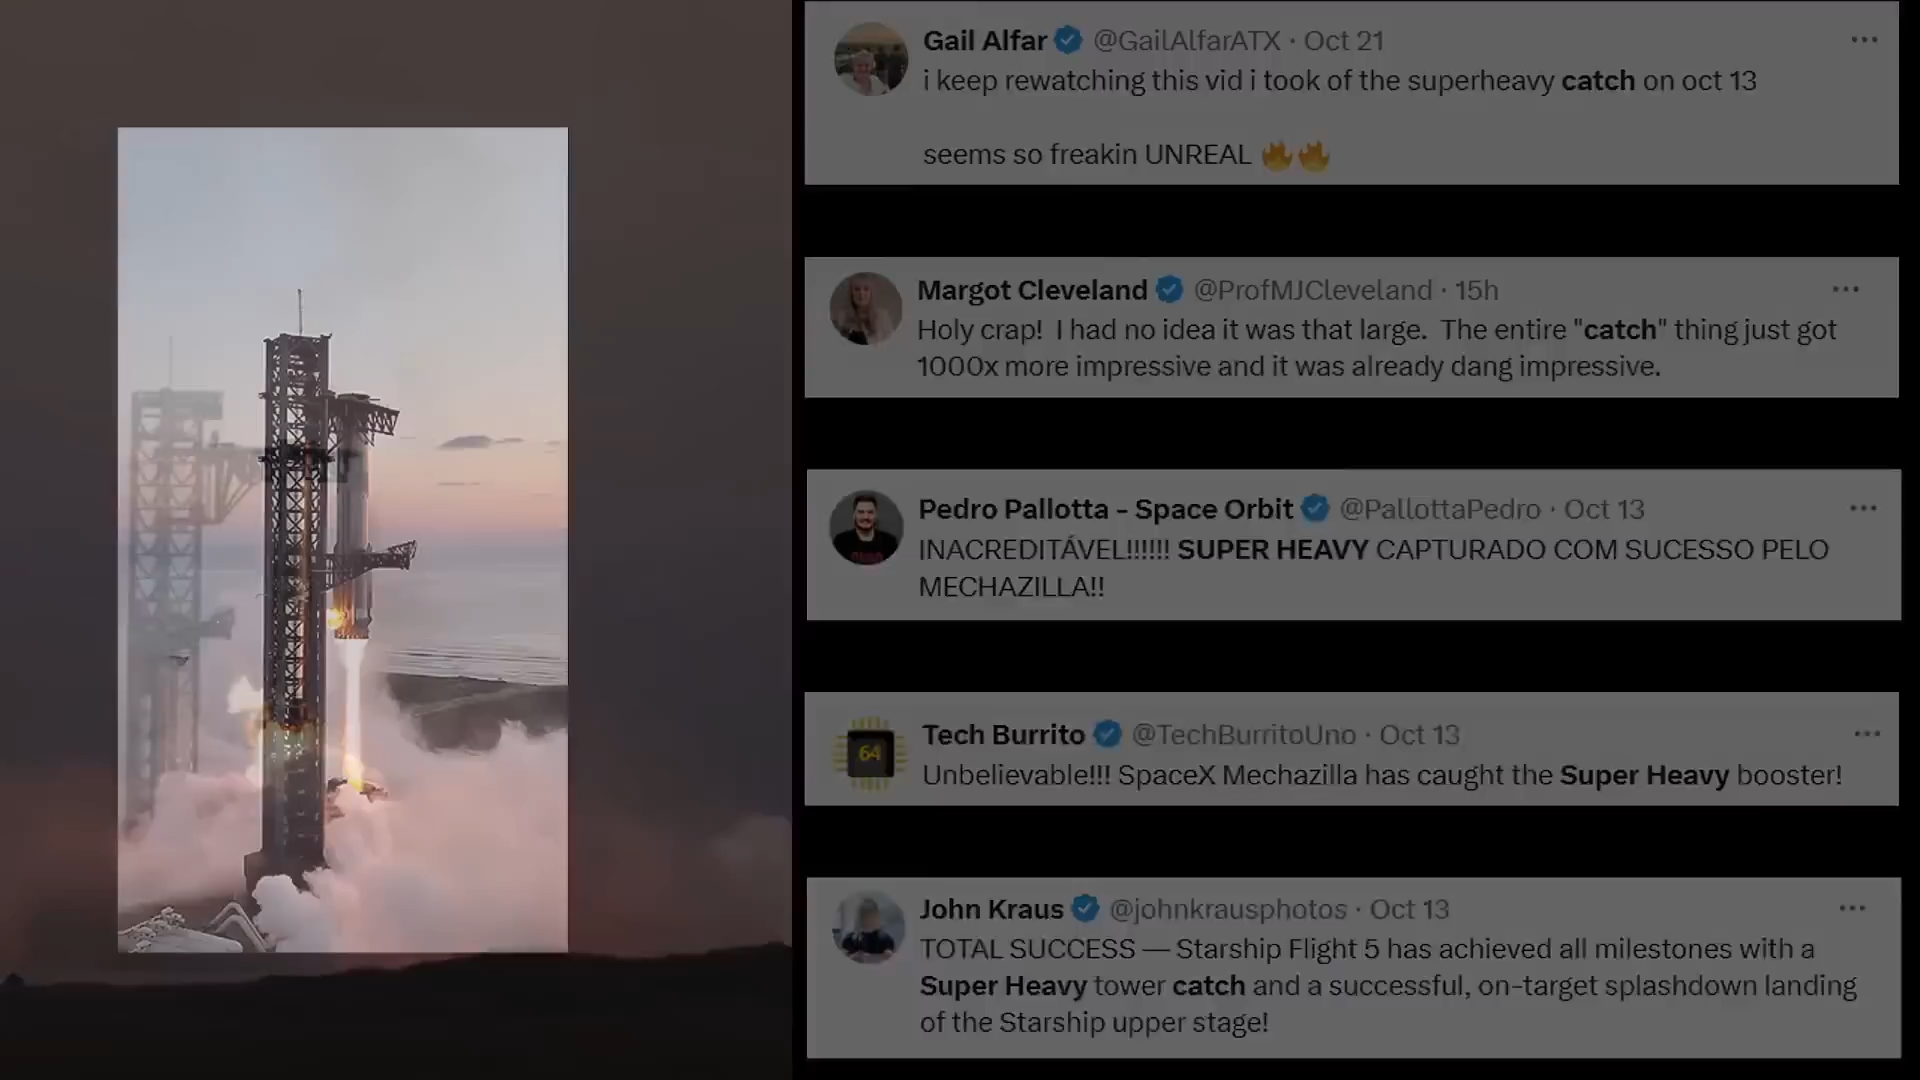 Gail Alfar @GailAlfarATX · Oct 21
i keep rewatching this vid i took of the superheavy catch on oct 13
seems so freakin UNREAL 🔥🔥
Margot Cleveland @ProfMJCleveland · 15h
Holy crap! I had no idea it was that large. The entire "catch" thing just got
1000x more impressive and it was already dang impressive.
Pedro Pallotta - Space Orbit @PallottaPedro · Oct 13
INACREDITÁVEL!!!!!! SUPER HEAVY CAPTURADO COM SUCESSO PELO
MECHAZILLA!!
64
Tech Burrito @TechBurritoUno · Oct 13
Unbelievable!!! SpaceX Mechazilla has caught the Super Heavy booster!
John Kraus @johnkrausphotos · Oct 13
TOTAL SUCCESS — Starship Flight 5 has achieved all milestones with a
Super Heavy tower catch and a successful, on-target splashdown landing
of the Starship upper stage!